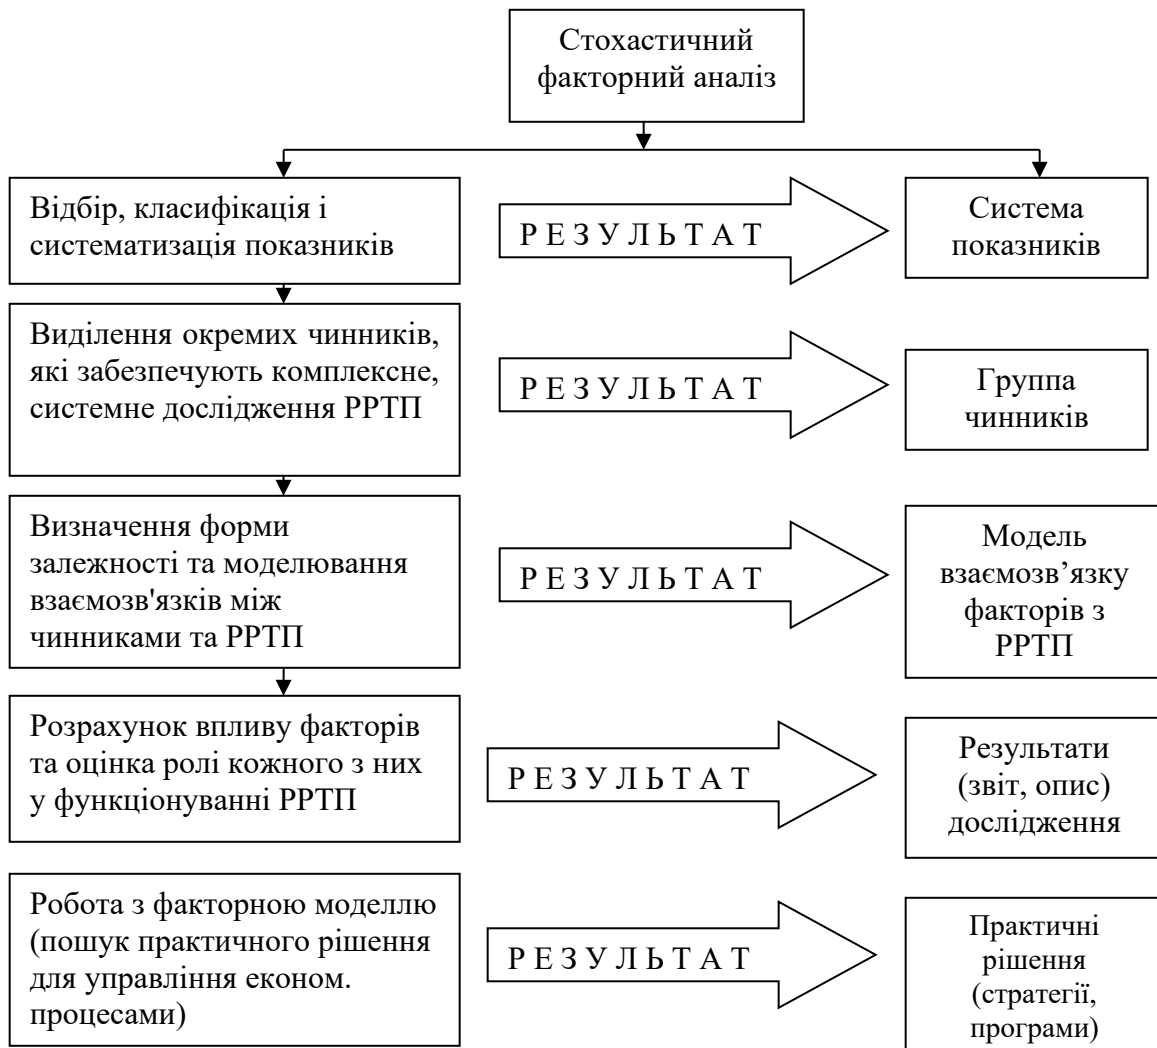 Стохастичний
факторний аналіз
Відбір, класифікація і
систематизація показників
Р Е З У Л Ь Т А Т
Система
показників
Виділення окремих чинників,
які забезпечують комплексне,
системне дослідження РРТП
Р Е З У Л Ь Т А Т
Группа
чинників
Визначення форми
залежності та моделювання
взаємозв'язків між
чинниками та РРТП
Р Е З У Л Ь Т А Т
Модель
взаємозв’язку
факторів з
РРТП
Розрахунок впливу факторів
та оцінка ролі кожного з них
у функціонуванні РРТП
Р Е З У Л Ь Т А Т
Результати
(звіт, опис)
дослідження
Робота з факторною моделлю
(пошук практичного рішення
для управління економ.
процесами)
Р Е З У Л Ь Т А Т
Практичні
рішення
(стратегії,
програми)